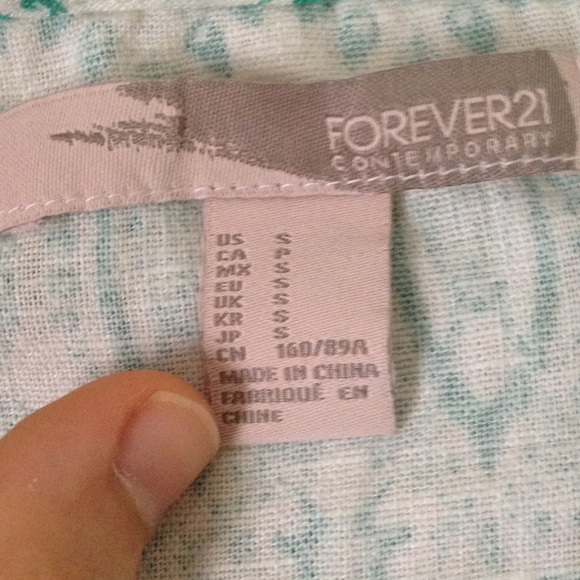 FOREVER21
CONTEMPORARY
US S
CA P
MX S
EU S
UK S
KR S
JP S
CN 160/89A
MADE IN CHINA
FABRIQUÉ EN
CHINE